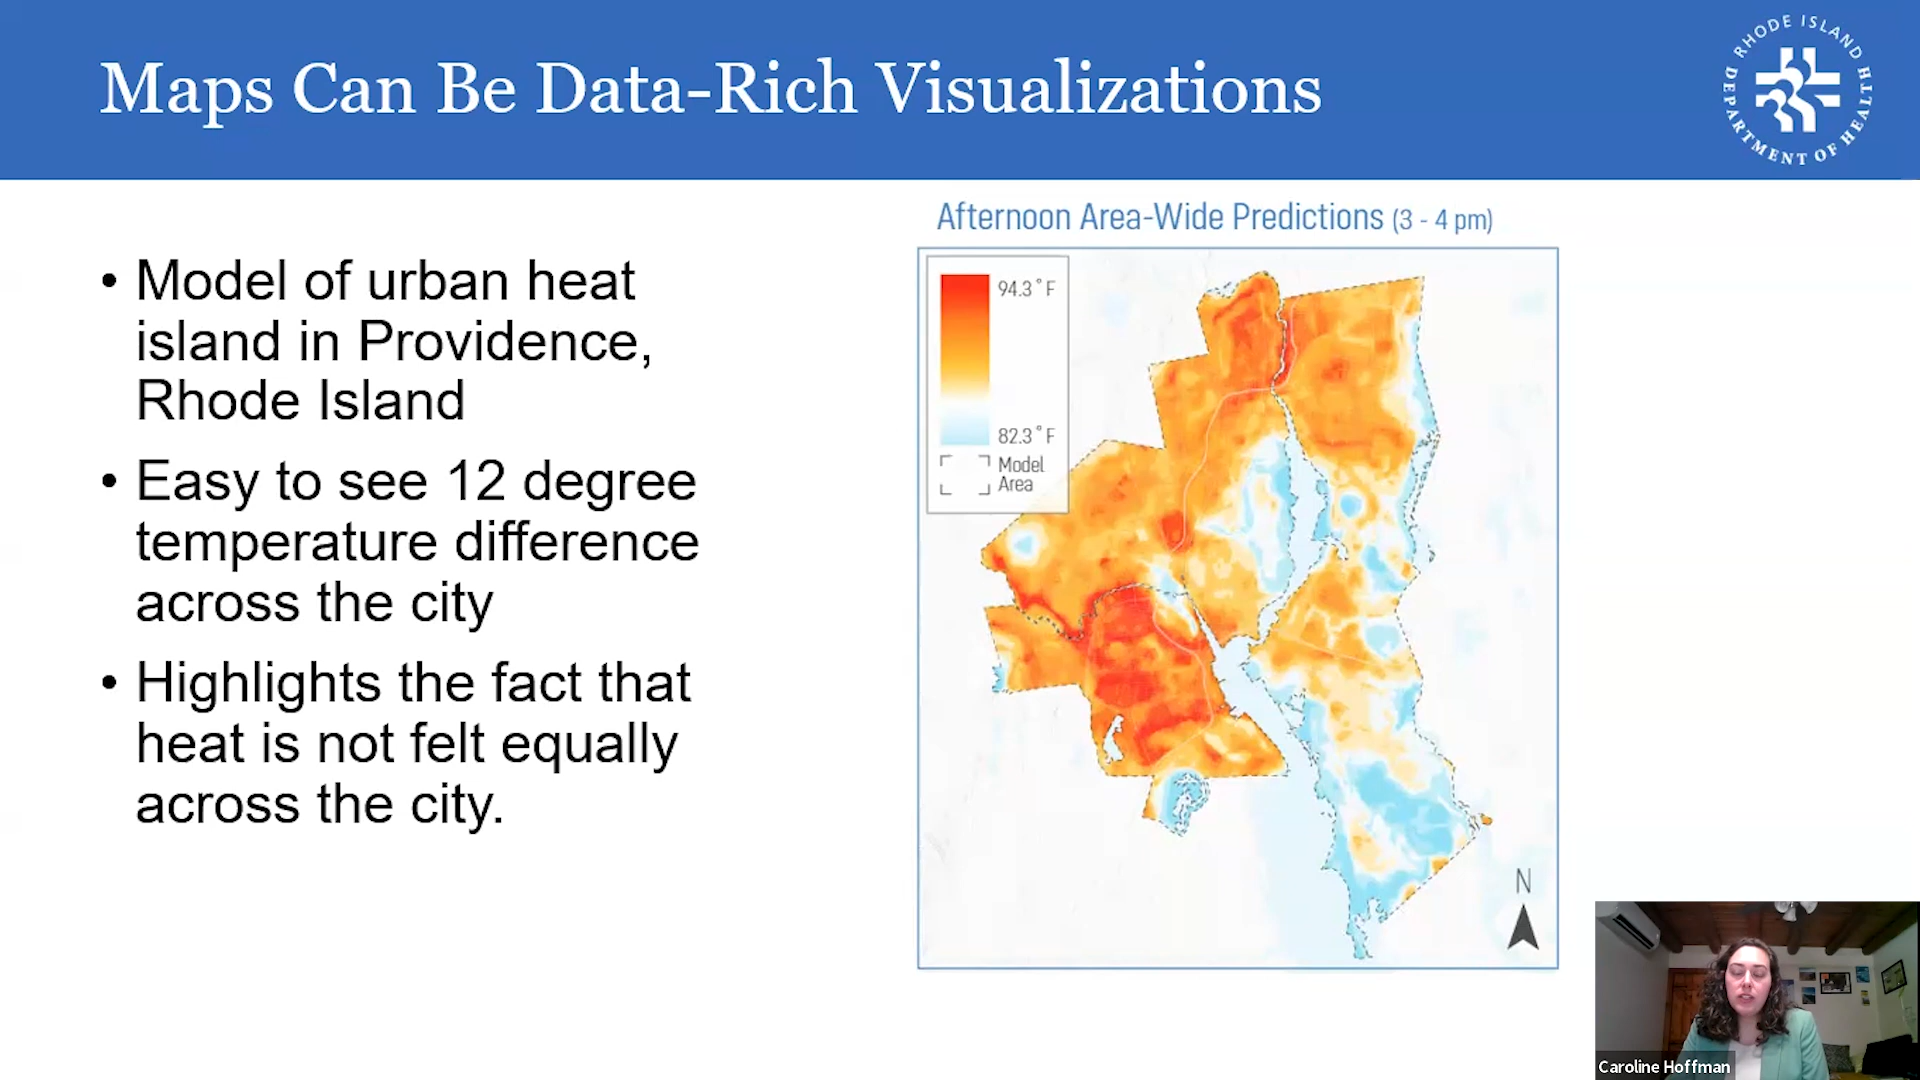 Maps Can Be Data-Rich Visualizations
RHODE ISLAND
DEPARTMENT OF HEALTH
• Model of urban heat
island in Providence,
Rhode Island
• Easy to see 12 degree
temperature difference
across the city
• Highlights the fact that
heat is not felt equally
across the city.
Afternoon Area-Wide Predictions (3 - 4 pm)
94.3°F
82.3°F
Model
Area
N
Caroline Hoffman